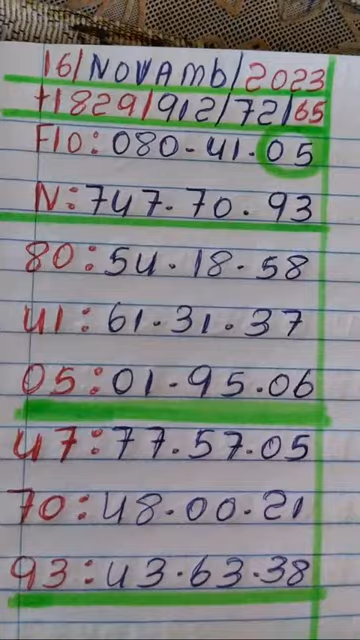 16/NOVAMb/2023
+1829/912/72/65
F10:080-41-05
N:747-70-93
80:54-18-58
41:61-31-37
05:01-95-06
47:77-57-05
70:48-00-21
93:43-63-38